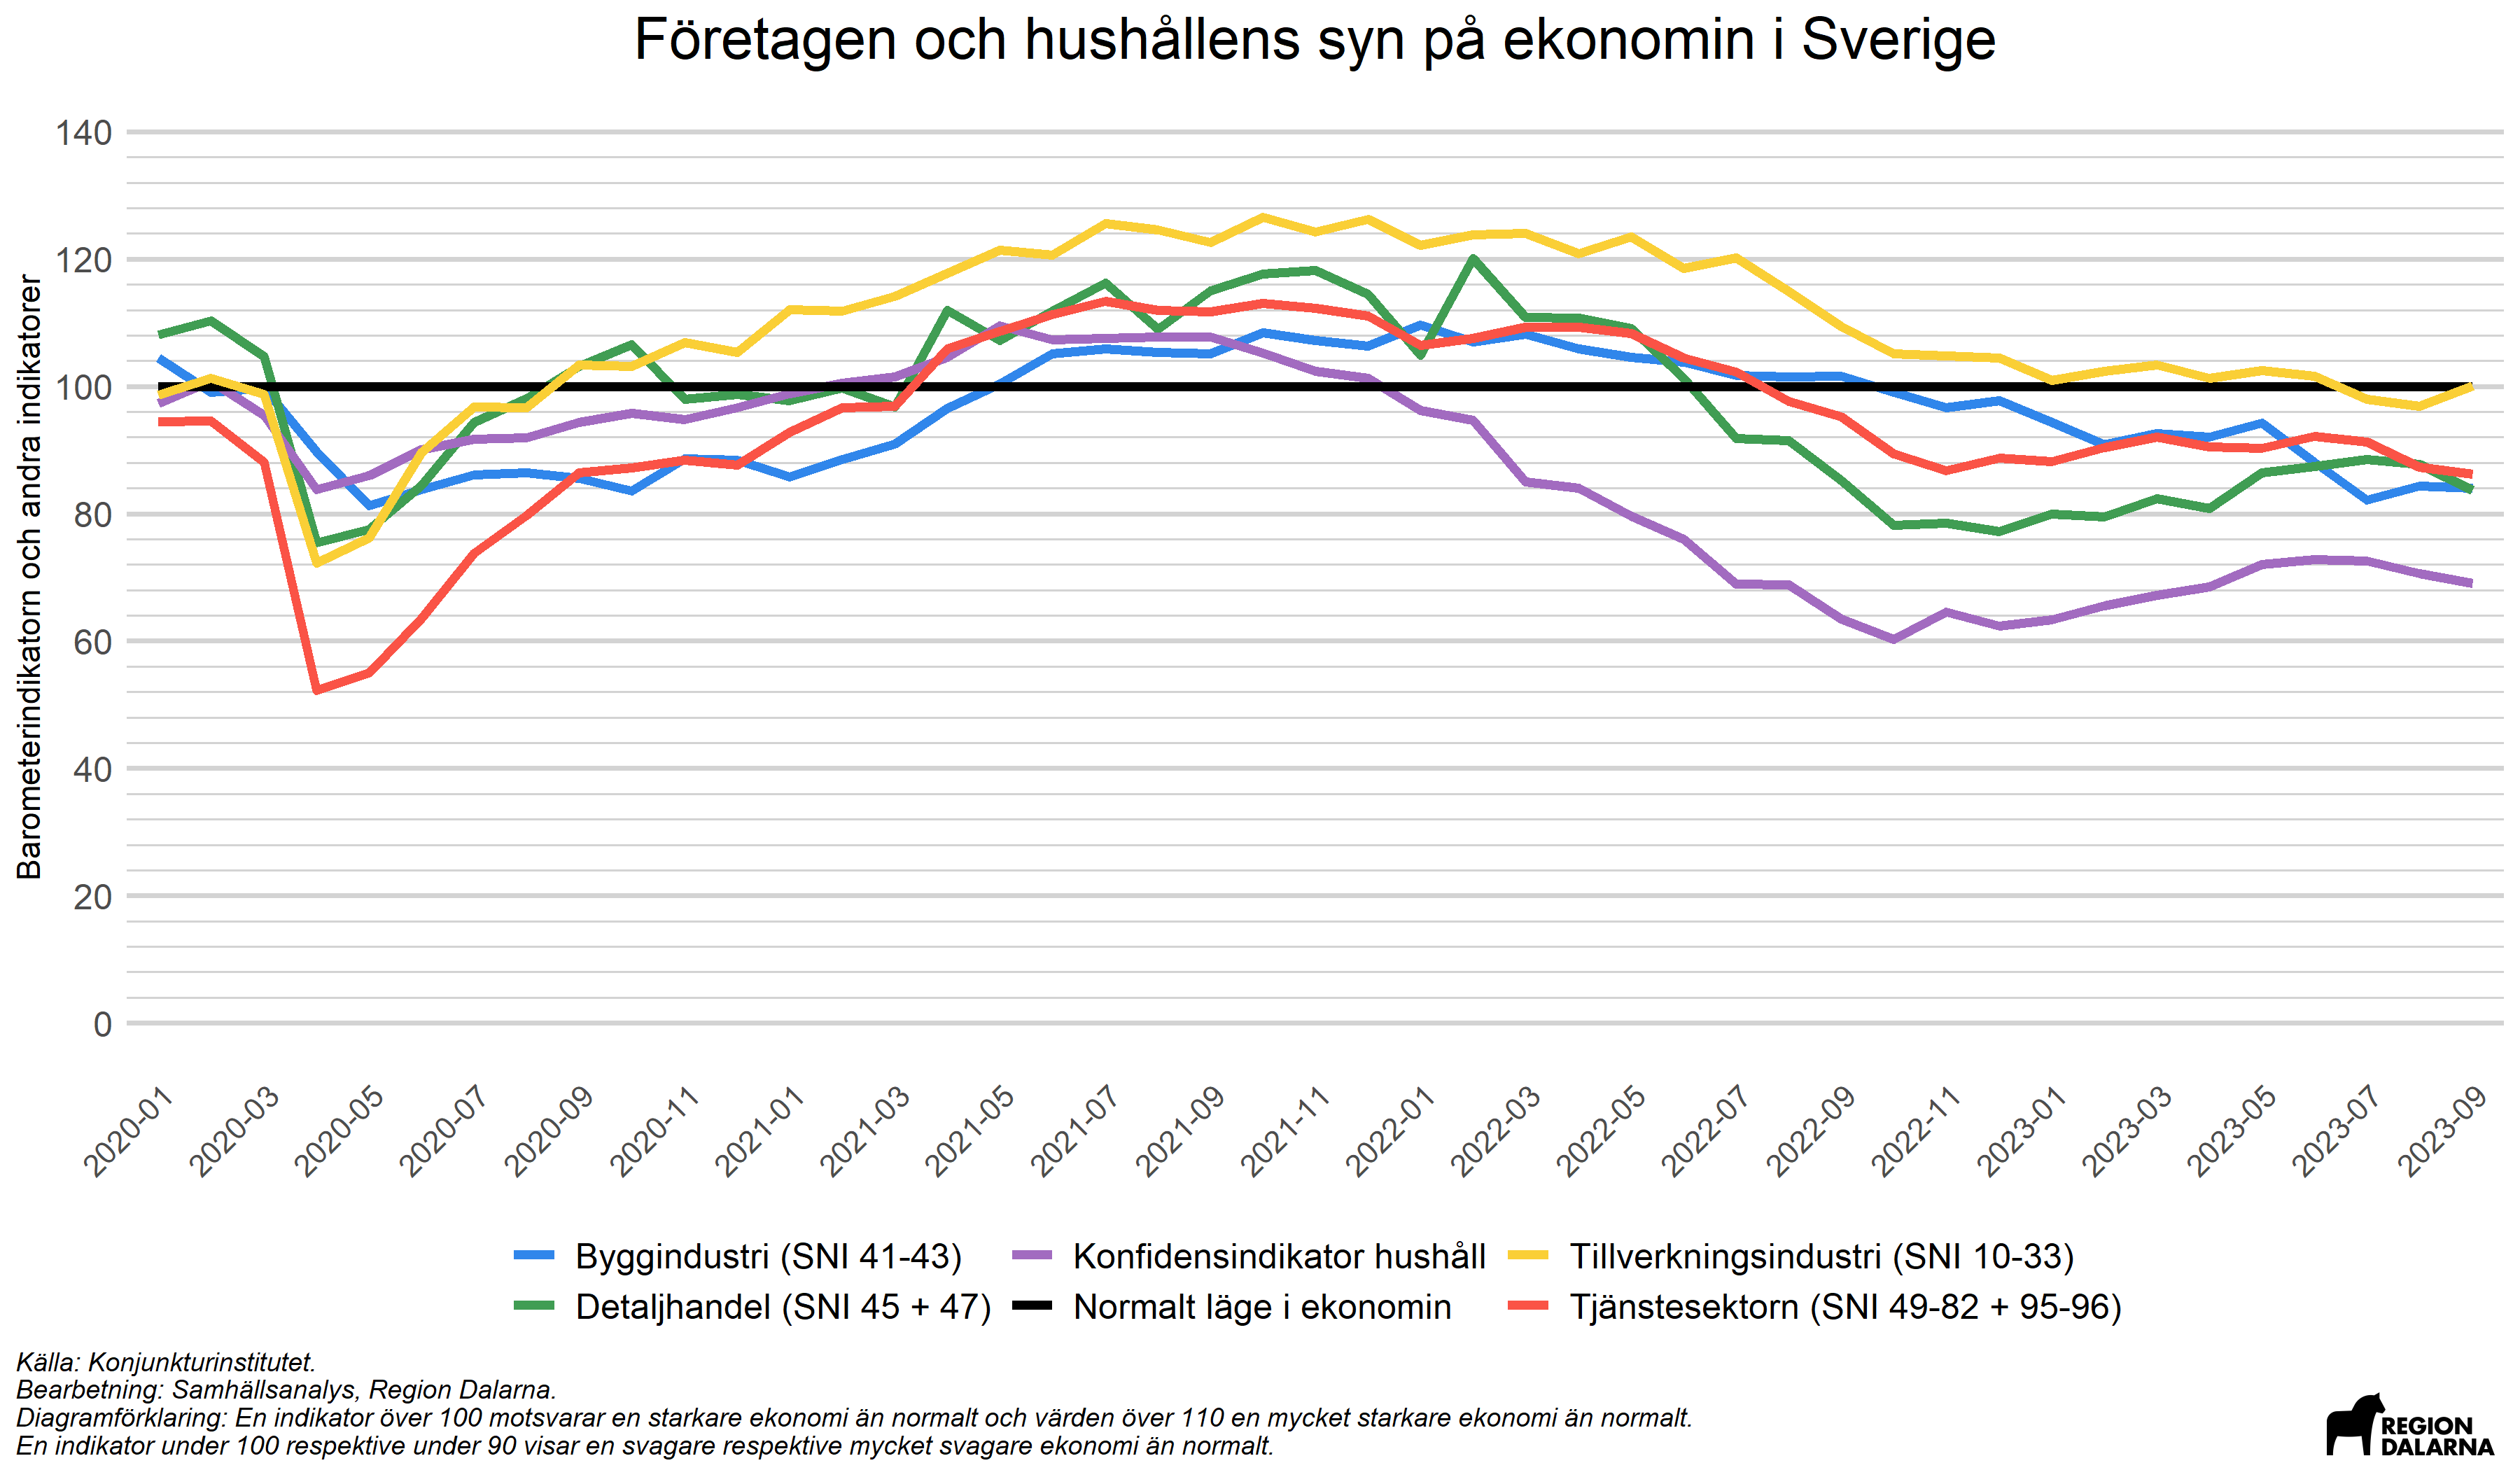 Företagen och hushållens syn på ekonomin i Sverige
Barometerindikatorn och andra indikatorer
140
120
100
80
60
40
20
0
2020-01
2020-03
2020-05
2020-07
2020-09
2020-11
2021-01
2021-03
2021-05
2021-07
2021-09
2021-11
2022-01
2022-03
2022-05
2022-07
2022-09
2022-11
2023-01
2023-03
2023-05
2023-07
2023-09
Byggindustri (SNI 41-43)
Konfidensindikator hushåll
Tillverkningsindustri (SNI 10-33)
Detaljhandel (SNI 45 + 47)
Normalt läge i ekonomin
Tjänstesektorn (SNI 49-82 + 95-96)
Källa: Konjunkturinstitutet.
Bearbetning: Samhällsanalys, Region Dalarna.
Diagramförklaring: En indikator över 100 motsvarar en starkare ekonomi än normalt och värden över 110 en mycket starkare ekonomi än normalt.
En indikator under 100 respektive under 90 visar en svagare respektive mycket svagare ekonomi än normalt.
REGION
DALARNA